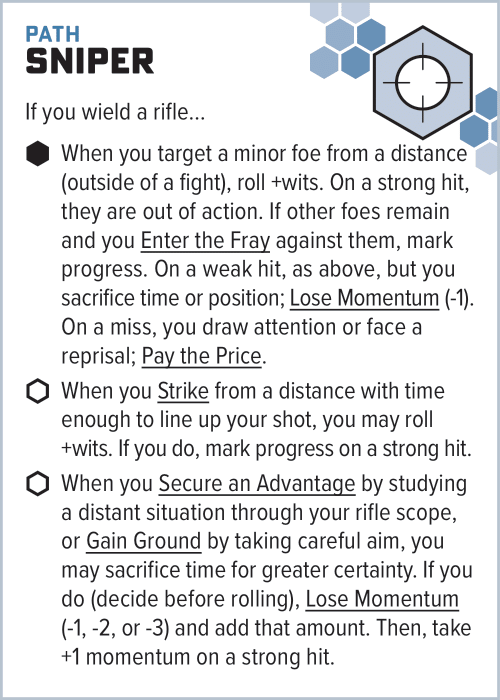 PATH
SNIPER
If you wield a rifle...
When you target a minor foe from a distance
(outside of a fight), roll +wits. On a strong hit,
they are out of action. If other foes remain
and you Enter the Fray against them, mark
progress. On a weak hit, as above, but you
sacrifice time or position; Lose Momentum (-1).
On a miss, you draw attention or face a
reprisal; Pay the Price.
When you Strike from a distance with time
enough to line up your shot, you may roll
+wits. If you do, mark progress on a strong hit.
When you Secure an Advantage by studying
a distant situation through your rifle scope,
or Gain Ground by taking careful aim, you
may sacrifice time for greater certainty. If you
do (decide before rolling), Lose Momentum
(-1, -2, or -3) and add that amount. Then, take
+1 momentum on a strong hit.